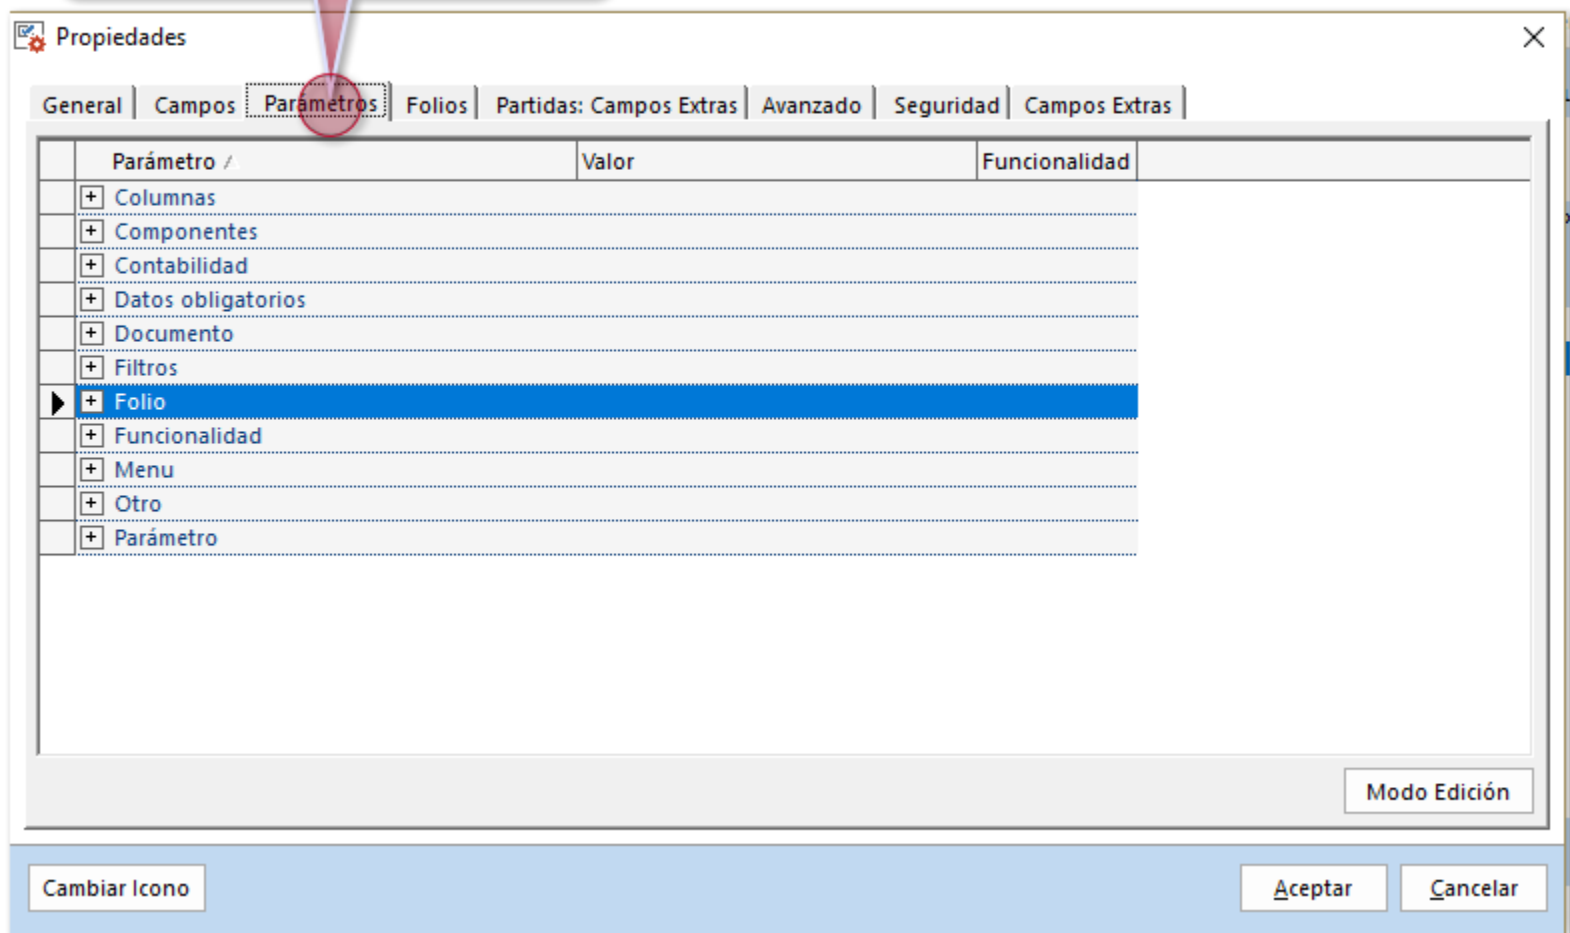 Propiedades
General Campos Parámetros Folios Partidas: Campos Extras Avanzado Seguridad Campos Extras
Parámetro Valor Funcionalidad
Columnas
Componentes
Contabilidad
Datos obligatorios
Documento
Filtros
Folio
Funcionalidad
Menu
Otro
Parámetro
Modo Edición
Cambiar Icono Aceptar Cancelar